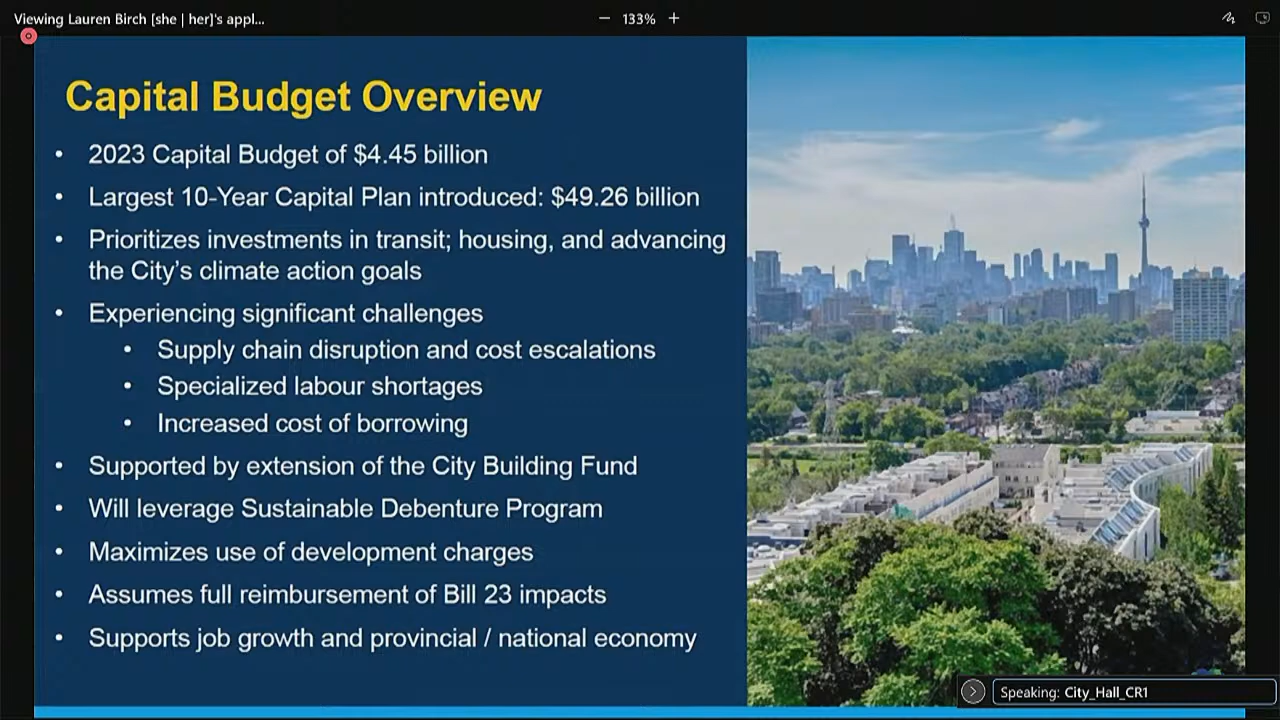 Viewing Lauren Birch [she | her]'s appl...
133%
Capital Budget Overview
• 2023 Capital Budget of $4.45 billion
• Largest 10-Year Capital Plan introduced: $49.26 billion
• Prioritizes investments in transit; housing, and advancing
the City's climate action goals
• Experiencing significant challenges
• Supply chain disruption and cost escalations
• Specialized labour shortages
• Increased cost of borrowing
• Supported by extension of the City Building Fund
• Will leverage Sustainable Debenture Program
• Maximizes use of development charges
• Assumes full reimbursement of Bill 23 impacts
• Supports job growth and provincial / national economy
Speaking: City_Hall_CR1